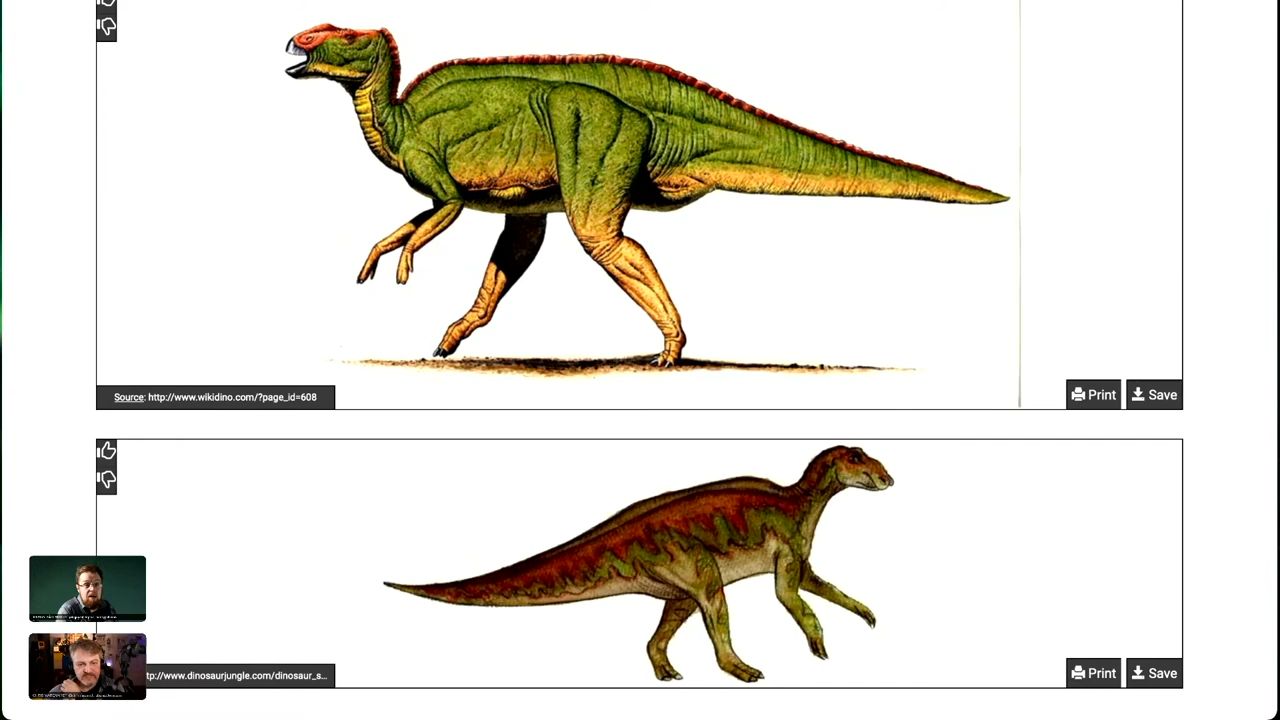 Source: http://www.wikidino.com/?page_id=608
Print
Save
ttp://www.dinosaurjungle.com/dinosaur_s...
Print
Save